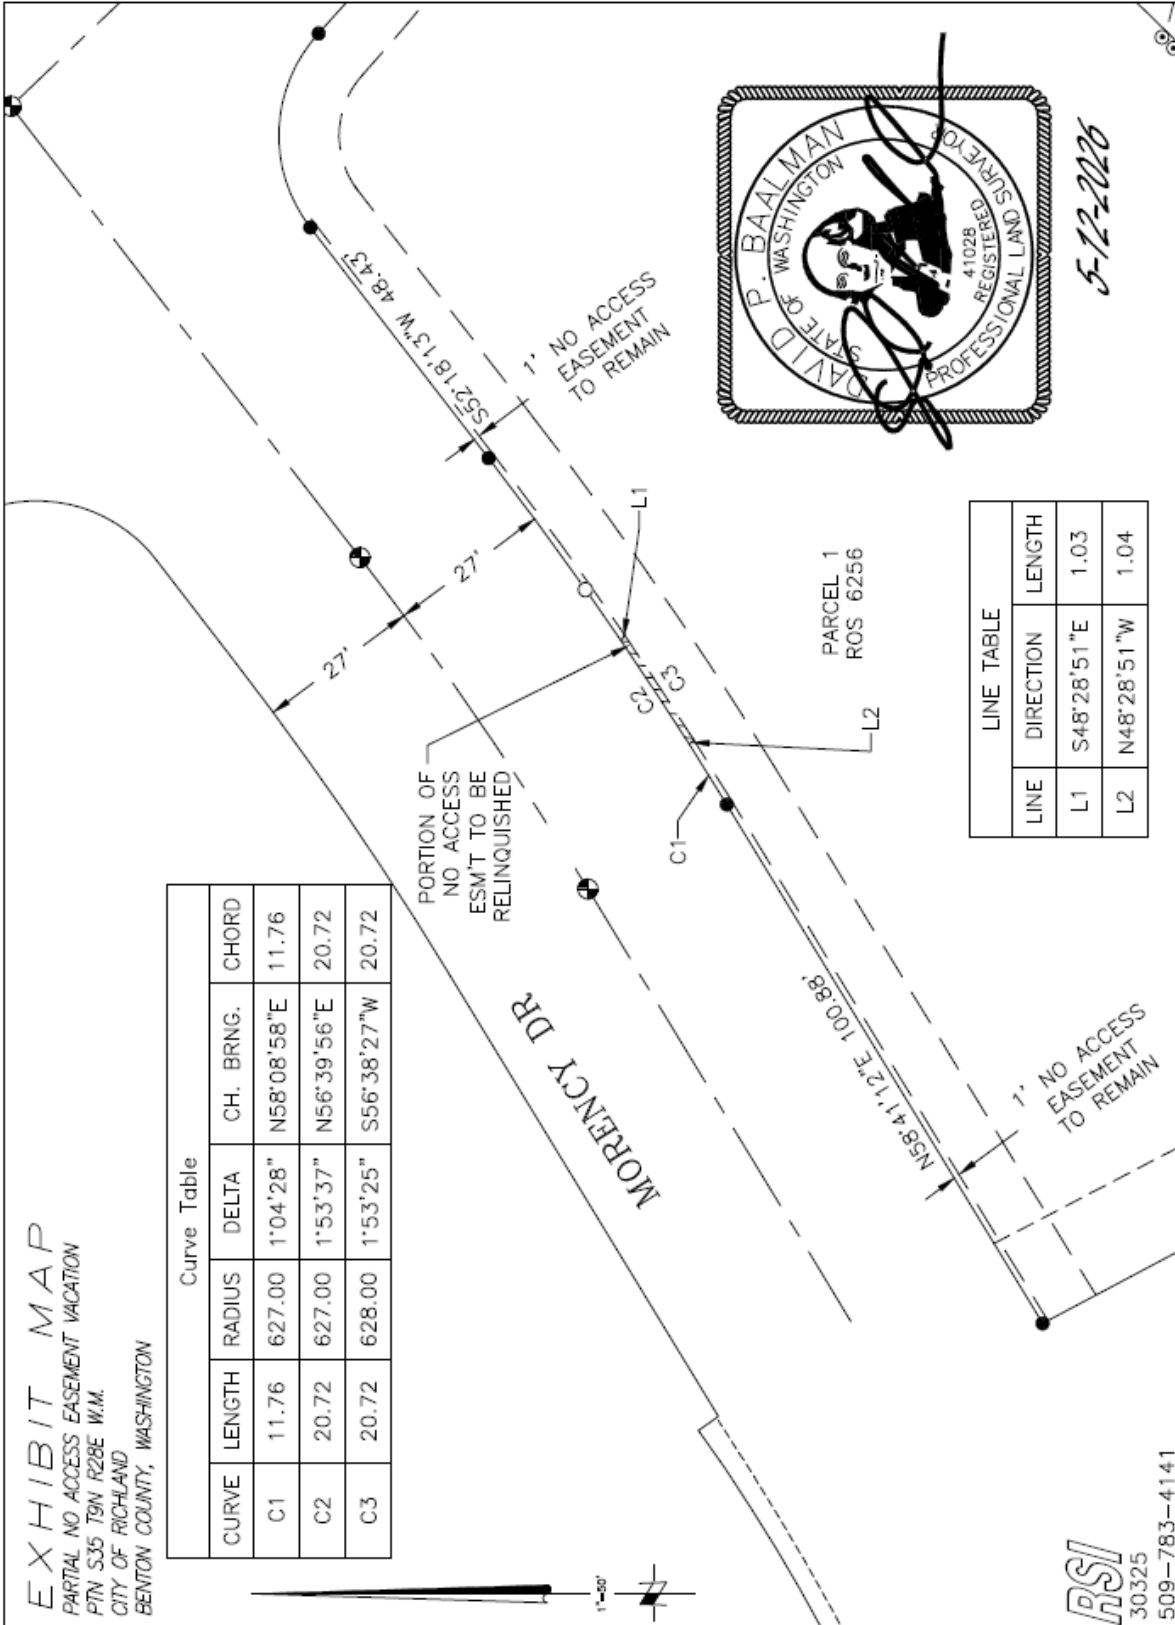 EXHIBIT MAP
PARTIAL NO ACCESS EASEMENT VACATION
PTN S35 T9N R28E W.M.
CITY OF RICHLAND
BENTON COUNTY, WASHINGTON
Curve Table
CURVE LENGTH RADIUS DELTA CH. BRNG. CHORD
C1 11.76 627.00 1°04'28" N58°08'58"E 11.76
C2 20.72 627.00 1°53'37" N56°39'56"E 20.72
C3 20.72 628.00 1°53'25" S56°38'27"W 20.72
1"=50'
MORENCY DR.
27'
27'
S52°18'13"W 48.43'
1' NO ACCESS
EASEMENT
TO REMAIN
PORTION OF
NO ACCESS
ESM'T TO BE
RELINQUISHED
C1
C2
C3
L1
L2
PARCEL 1
ROS 6256
N58°41'12"E 100.88'
1' NO ACCESS
EASEMENT
TO REMAIN
LINE TABLE
LINE DIRECTION LENGTH
L1 S48°28'51"E 1.03
L2 N48°28'51"W 1.04
DAVID P. BAALMAN
STATE OF WASHINGTON
41028
REGISTERED
PROFESSIONAL LAND SURVEYOR
5-12-2026
RSI
30325
509-783-4141